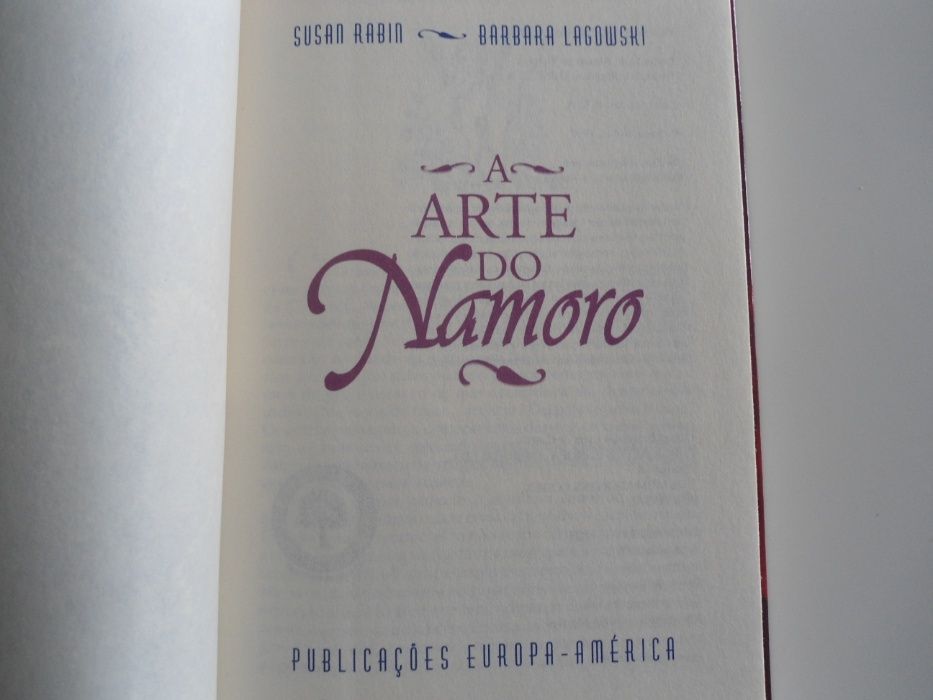 SUSAN RABIN BARBARA LAGOWSKI
A
ARTE
DO
Namoro
PUBLICAÇÕES EUROPA-AMÉRICA